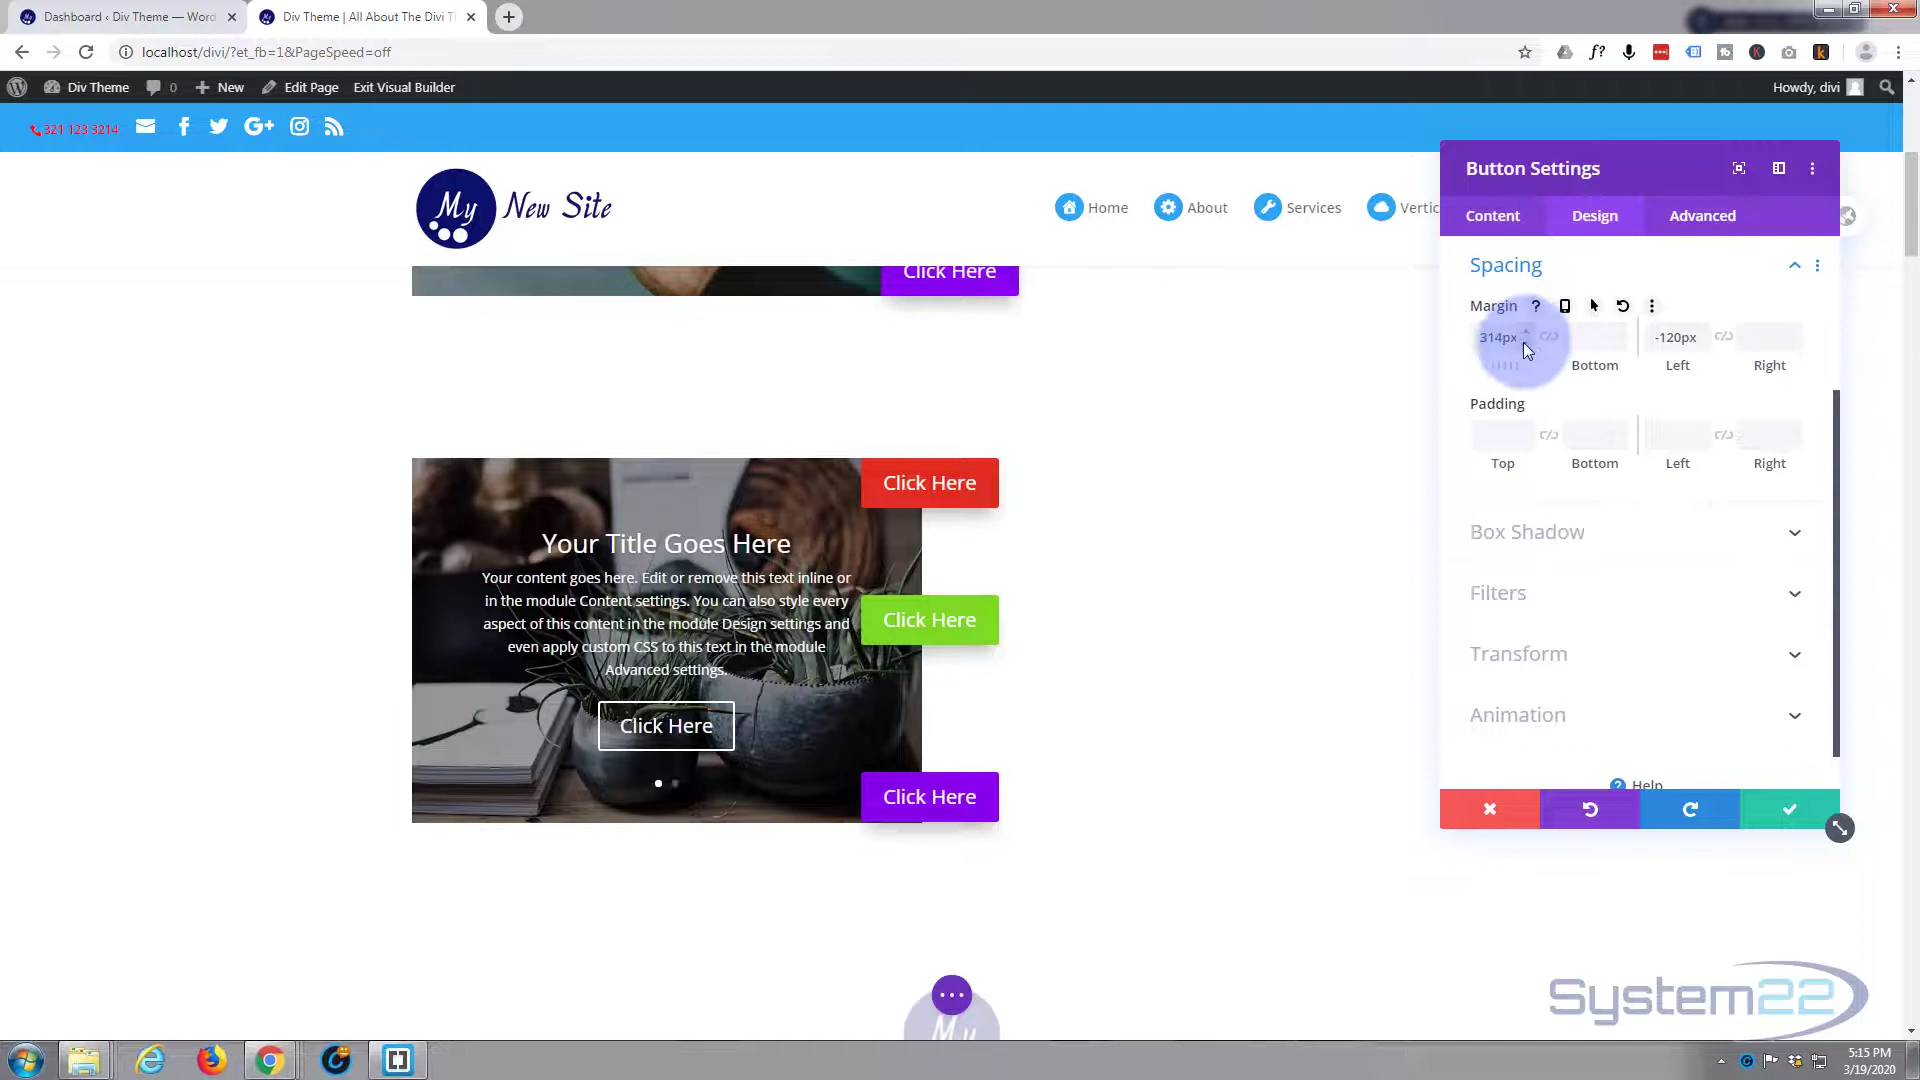 Dashboard ‹ Div Theme — Word
Div Theme | All About The Divi T
localhost/divi/?et_fb=1&PageSpeed=off
Div Theme
0
New
Edit Page
Exit Visual Builder
Howdy, divi
321 123 3214
My New Site
Home
About
Services
Vertic
Button Settings
Content
Design
Advanced
Click Here
Spacing
Margin
314px
-120px
Bottom
Left
Right
Padding
Top
Bottom
Left
Right
Click Here
Your Title Goes Here
Your content goes here. Edit or remove this text inline or
in the module Content settings. You can also style every
aspect of this content in the module Design settings and
even apply custom CSS to this text in the module
Advanced settings.
Click Here
Click Here
Click Here
Box Shadow
Filters
Transform
Animation
Help
My
System22
5:15 PM
3/19/2020